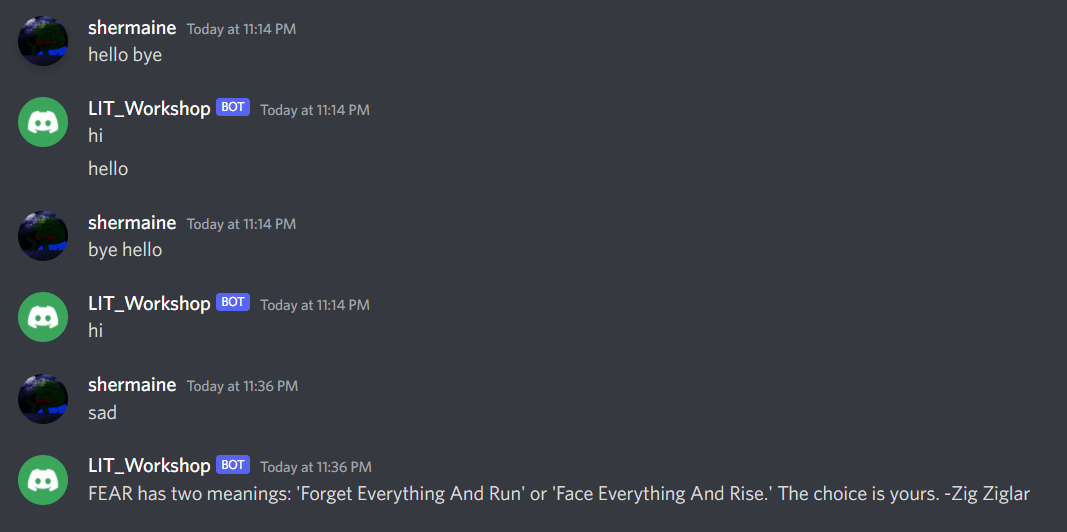 shermaine Today at 11:14 PM
hello bye
LIT_Workshop BOT Today at 11:14 PM
hi
hello
shermaine Today at 11:14 PM
bye hello
LIT_Workshop BOT Today at 11:14 PM
hi
shermaine Today at 11:36 PM
sad
LIT_Workshop BOT Today at 11:36 PM
FEAR has two meanings: 'Forget Everything And Run' or 'Face Everything And Rise.' The choice is yours. -Zig Ziglar